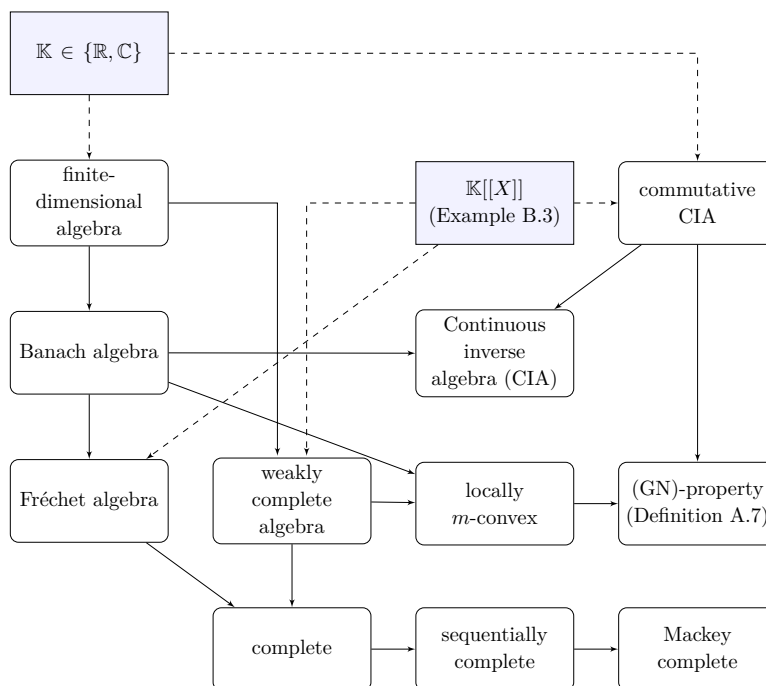 𝕂 ∈ {ℝ, ℂ}
finite-
dimensional
algebra
𝕂[[X]]
(Example B.3)
commutative
CIA
Banach algebra
Continuous
inverse
algebra (CIA)
Fréchet algebra
weakly
complete
algebra
locally
m-convex
(GN)-property
(Definition A.7)
complete
sequentially
complete
Mackey
complete